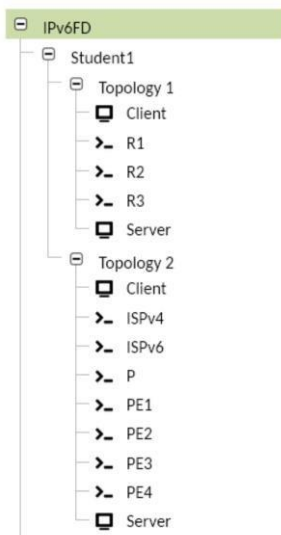 IPv6FD
Student1
Topology 1
Client
R1
R2
R3
Server
Topology 2
Client
ISPv4
ISPv6
P
PE1
PE2
PE3
PE4
Server